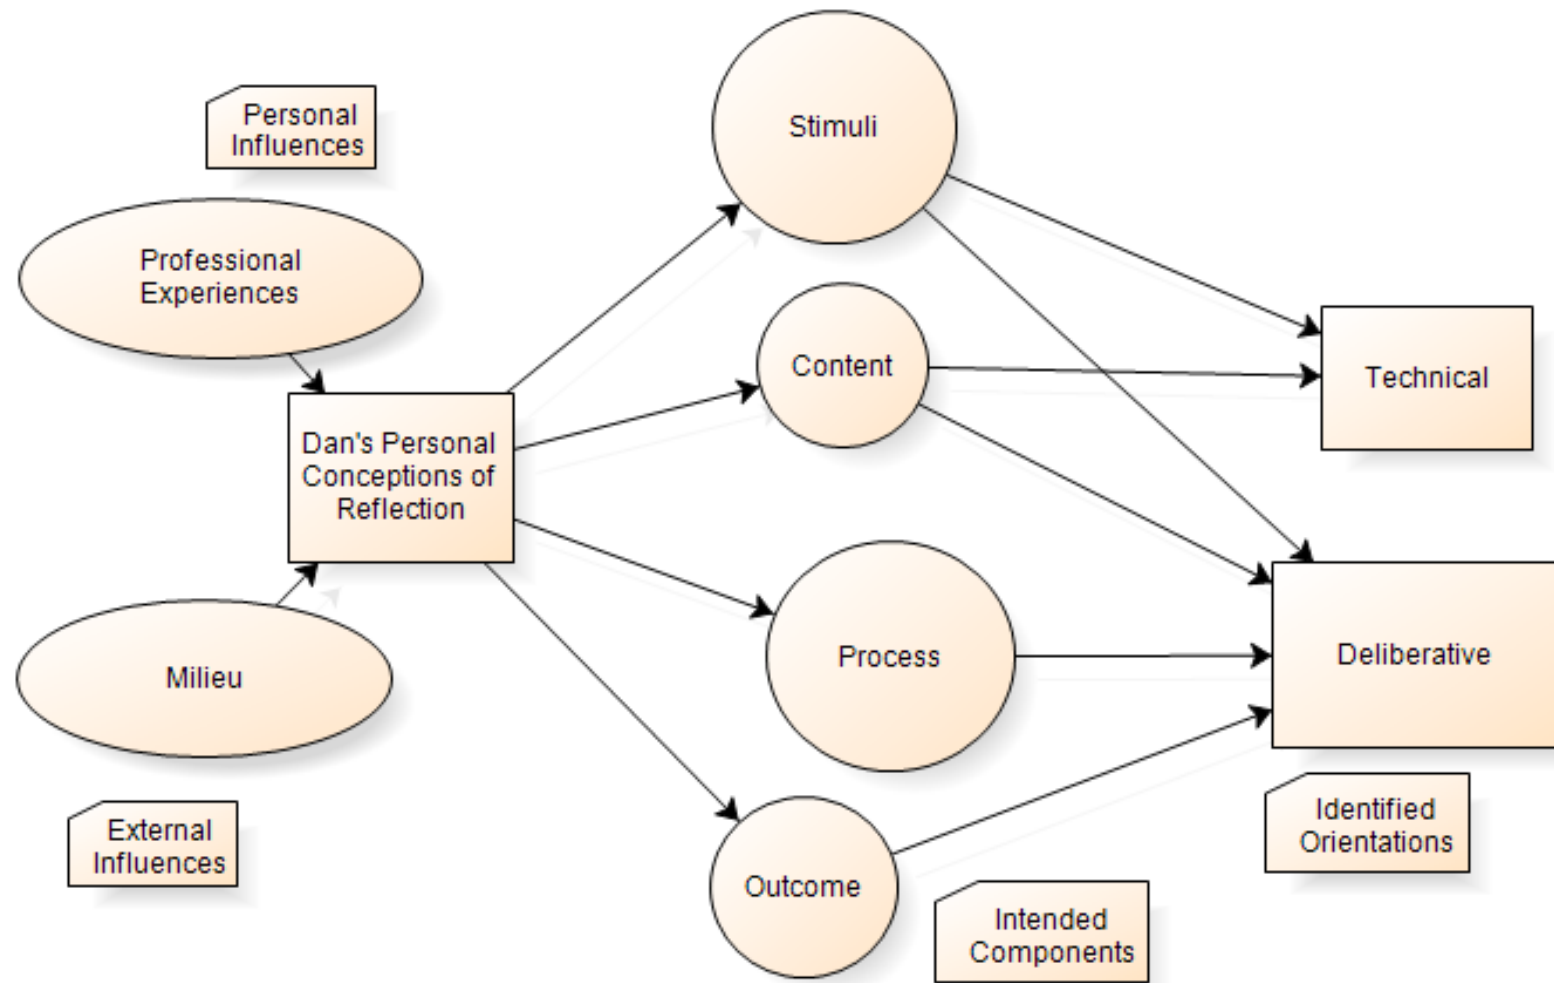 Personal
Influences
Professional
Experiences
Dan's Personal
Conceptions of
Reflection
Milieu
External
Influences
Stimuli
Content
Process
Outcome
Intended
Components
Technical
Deliberative
Identified
Orientations